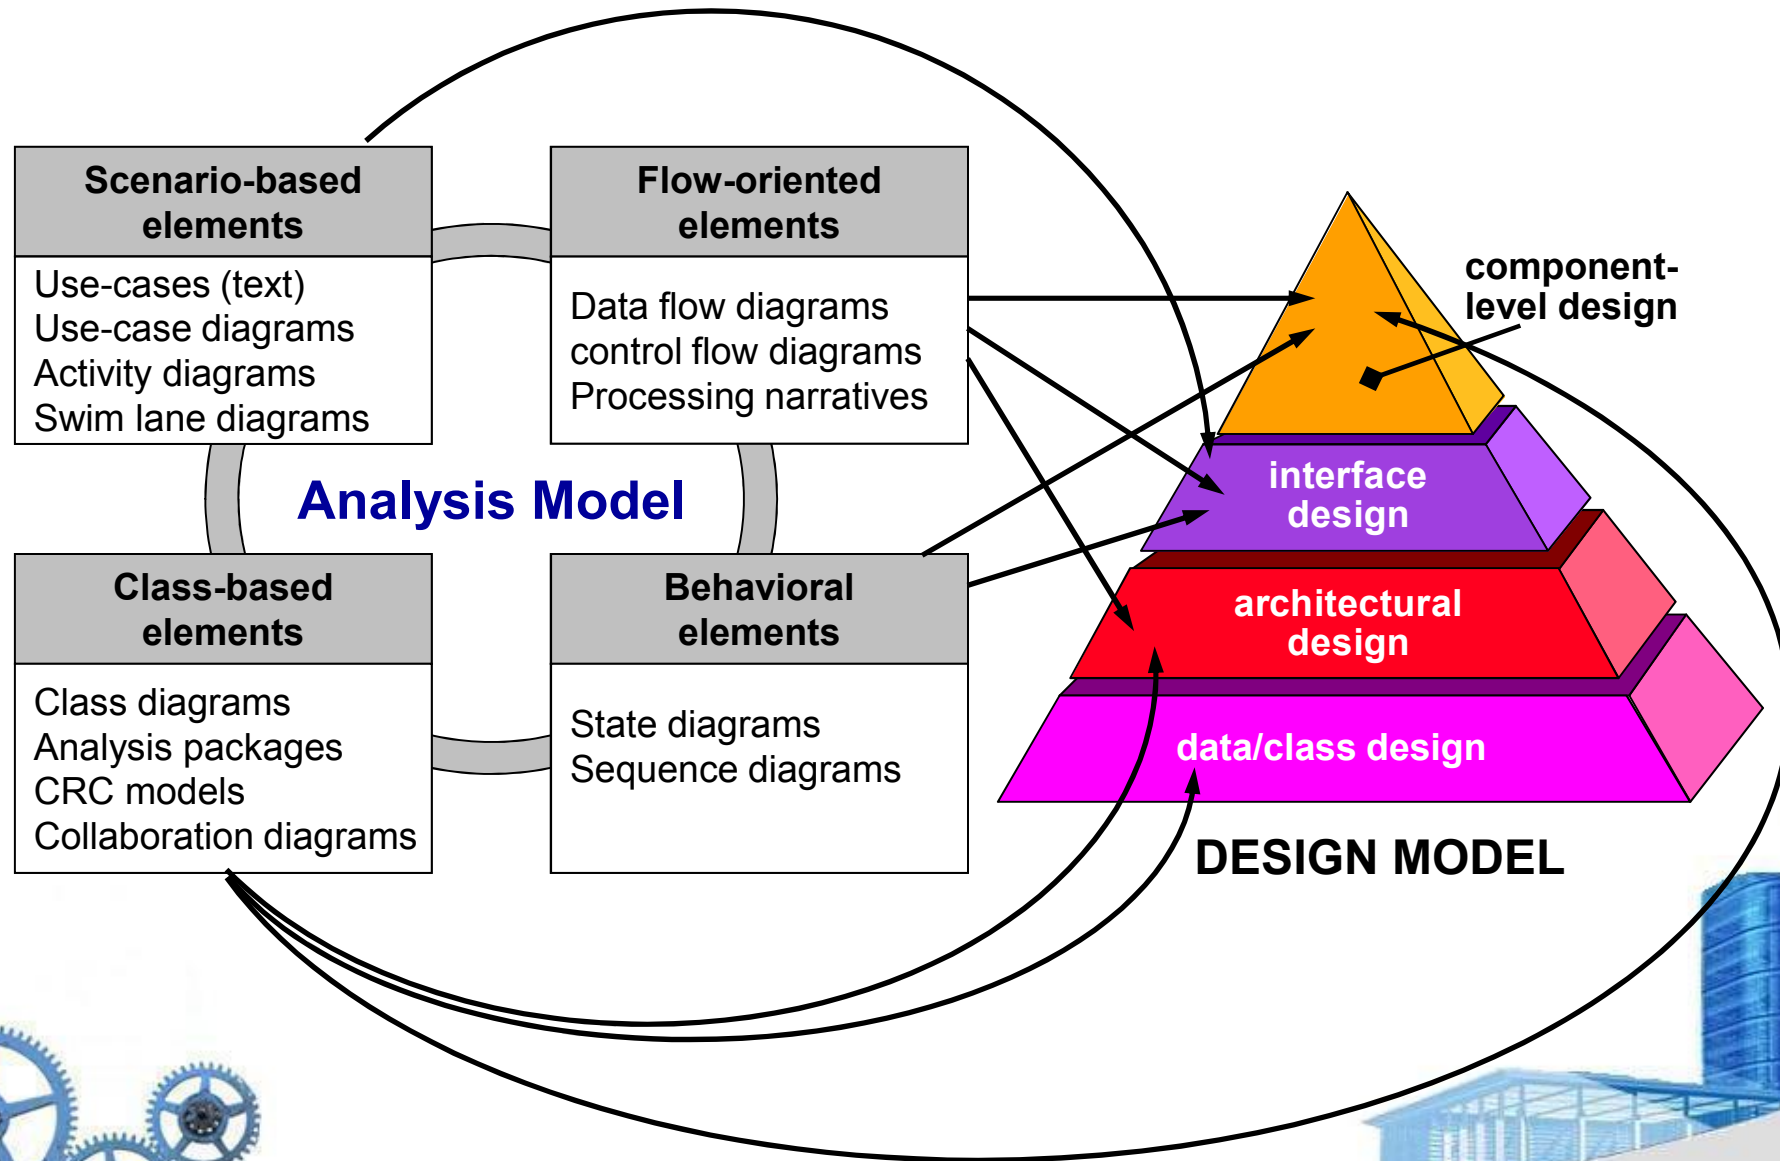 Scenario-based
elements
Use-cases (text)
Use-case diagrams
Activity diagrams
Swim lane diagrams
Flow-oriented
elements
Data flow diagrams
control flow diagrams
Processing narratives
Analysis Model
Class-based
elements
Class diagrams
Analysis packages
CRC models
Collaboration diagrams
Behavioral
elements
State diagrams
Sequence diagrams
component-
level design
interface
design
architectural
design
data/class design
DESIGN MODEL